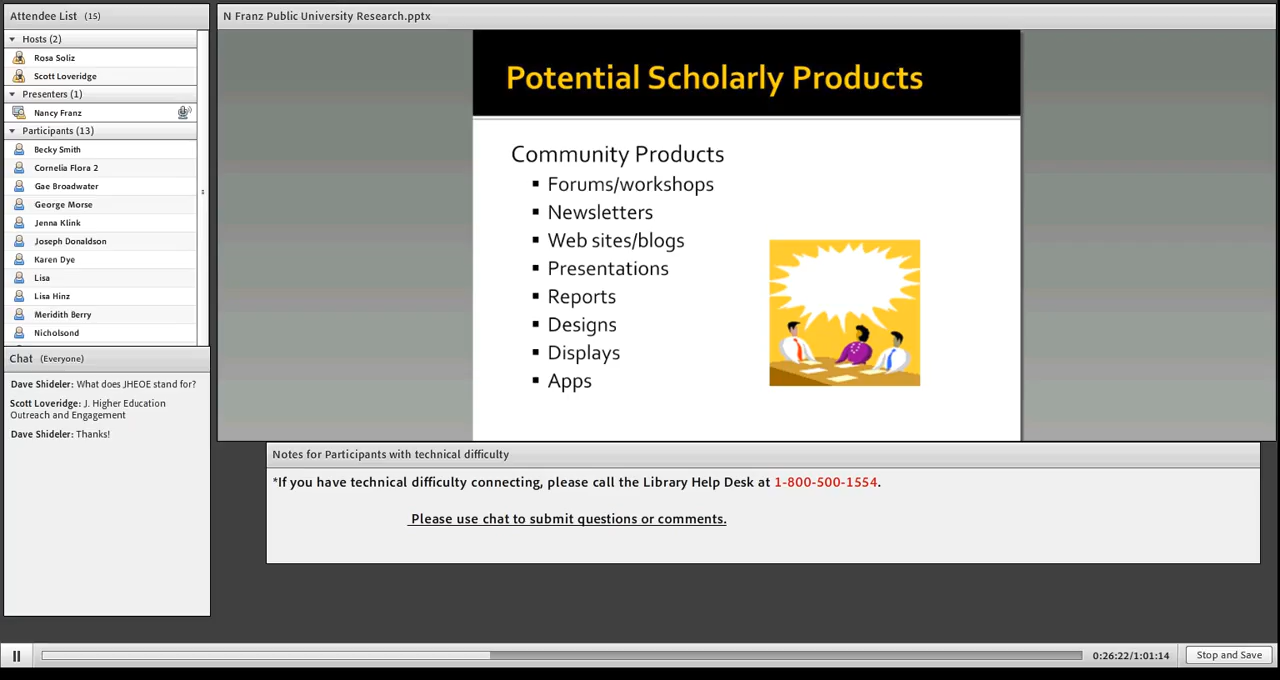 Attendee List (15)
Hosts (2)
Rosa Soliz
Scott Loveridge
Presenters (1)
Nancy Franz
Participants (13)
Becky Smith
Cornelia Flora 2
Gae Broadwater
George Morse
Jenna Klink
Joseph Donaldson
Karen Dye
Lisa
Lisa Hinz
Meridith Berry
Nicholsond
Chat (Everyone)
Dave Shideler: What does JHEOE stand for?
Scott Loveridge: J. Higher Education
Outreach and Engagement
Dave Shideler: Thanks!
N Franz Public University Research.pptx
Potential Scholarly Products
Community Products
▪ Forums/workshops
▪ Newsletters
▪ Web sites/blogs
▪ Presentations
▪ Reports
▪ Designs
▪ Displays
▪ Apps
Notes for Participants with technical difficulty
*If you have technical difficulty connecting, please call the Library Help Desk at 1-800-500-1554.
Please use chat to submit questions or comments.
0:26:22/1:01:14
Stop and Save